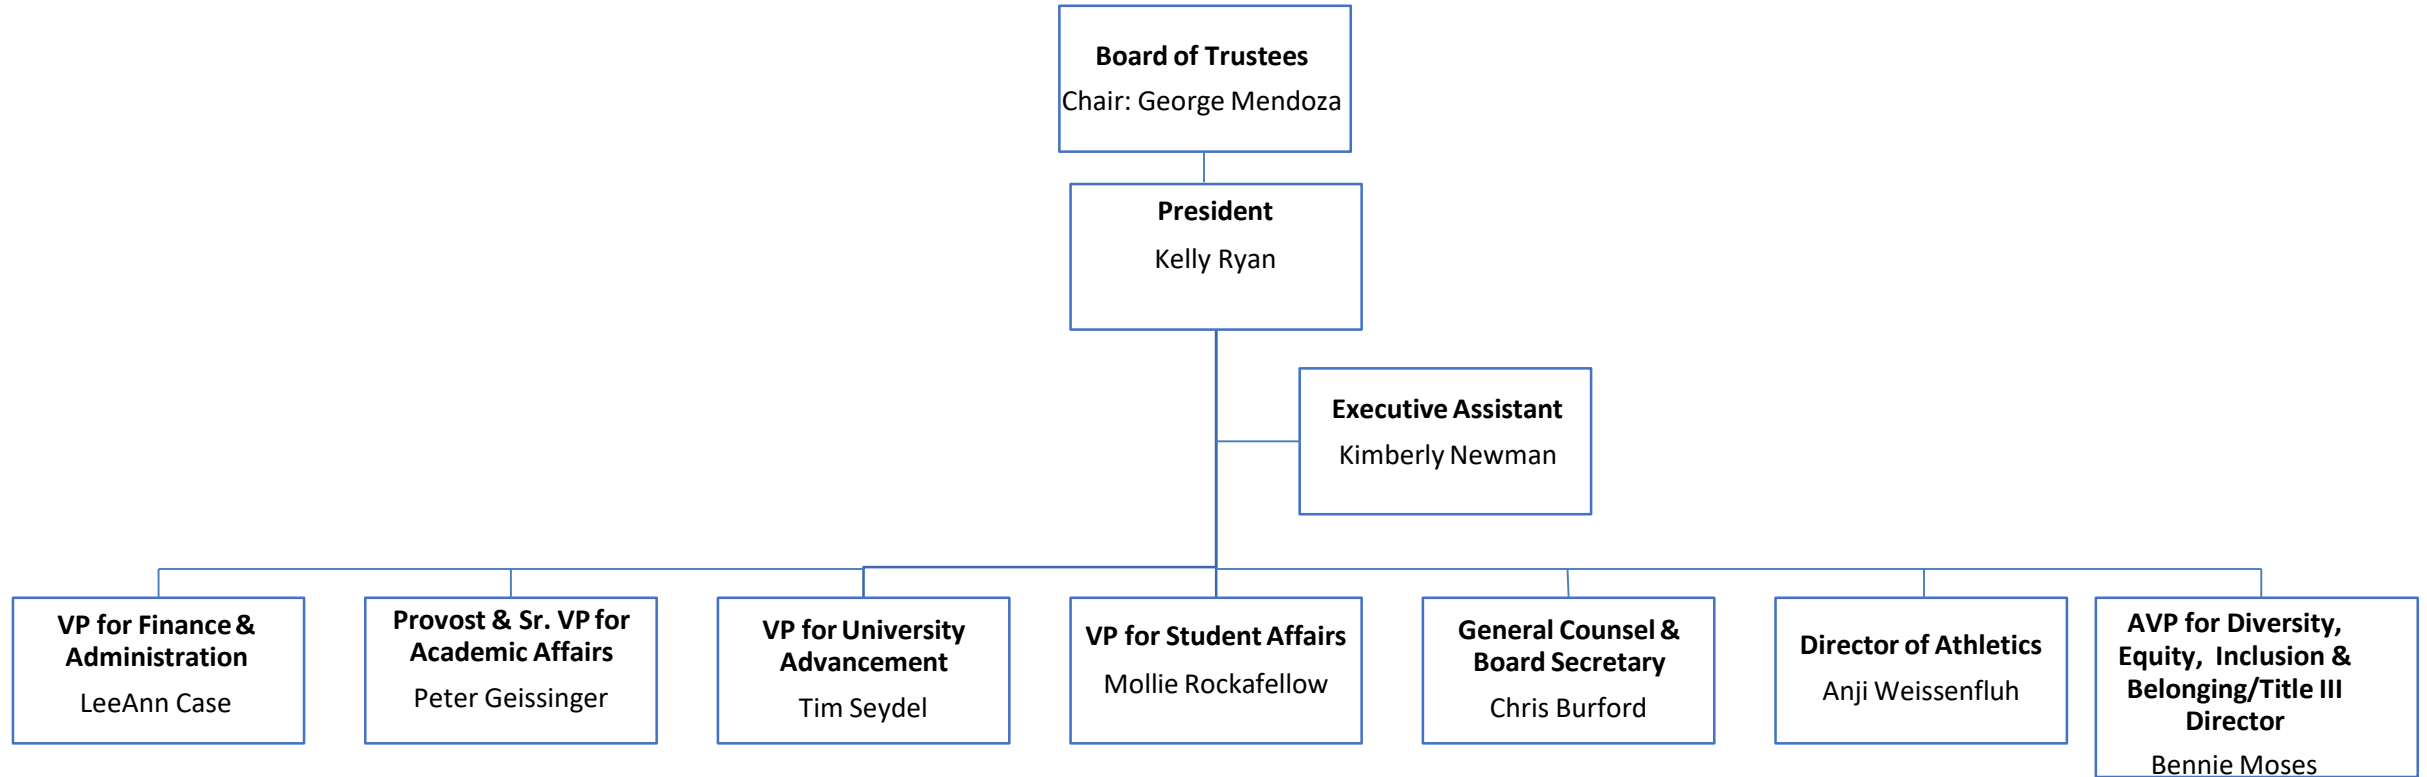 Board of Trustees
Chair: George Mendoza
President
Kelly Ryan
Executive Assistant
Kimberly Newman
VP for Finance &
Administration
LeeAnn Case
Provost & Sr. VP for
Academic Affairs
Peter Geissinger
VP for University
Advancement
Tim Seydel
VP for Student Affairs
Mollie Rockafellow
General Counsel &
Board Secretary
Chris Burford
Director of Athletics
Anji Weissenfluh
AVP for Diversity,
Equity, Inclusion &
Belonging/Title III
Director
Bennie Moses